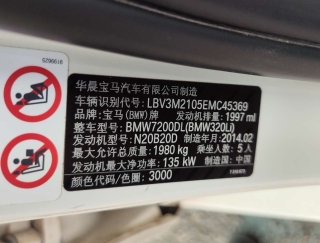 华晨宝马汽车有限公司制造
车辆识别代号: LBV3M2105EMC45369
品牌: 宝马(BMW)牌 发动机排量: 1997 ml
整车型号: BMW7200DL(BMW320Li)
发动机型号: N20B20D 制造年月: 2014.02
最大允许总质量: 1980 kg 乘坐人数: 5人
发动机最大净功率: 135 kW 制造国: 中国
颜色代码/色圈: 3000